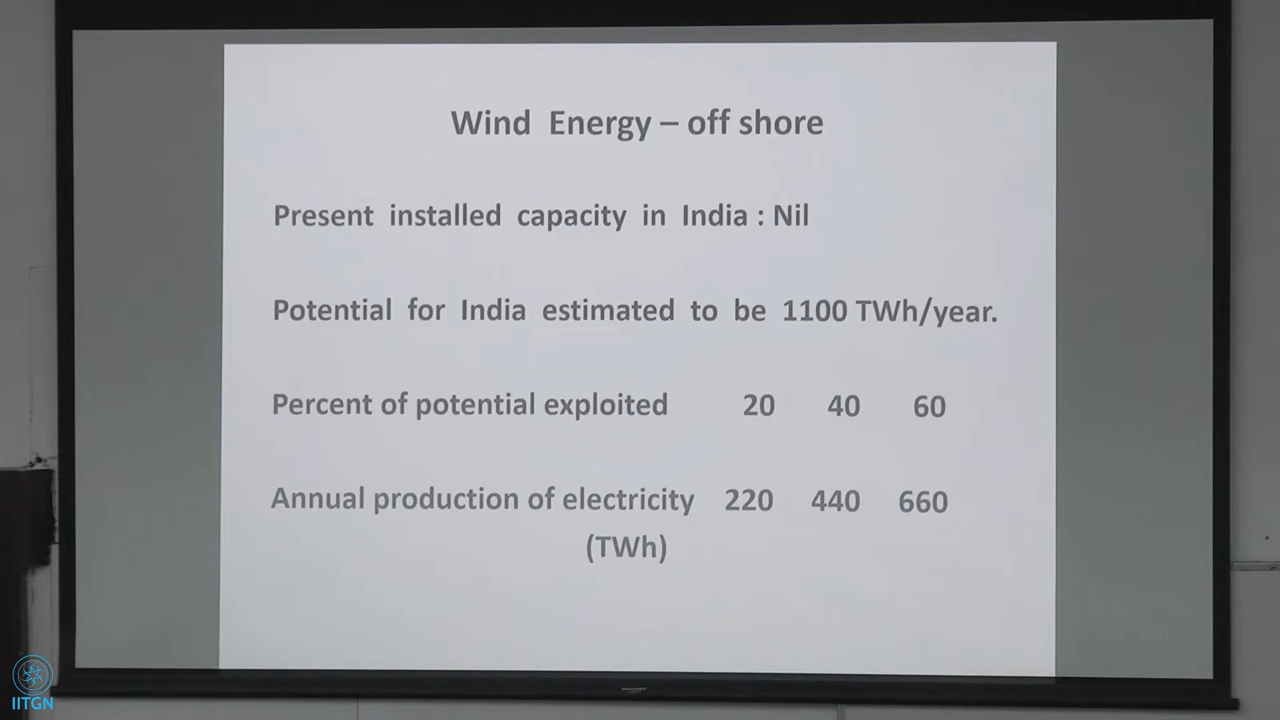 Wind Energy – off shore
Present installed capacity in India : Nil
Potential for India estimated to be 1100 TWh/year.
Percent of potential exploited 20 40 60
Annual production of electricity 220 440 660
(TWh)
IITGN